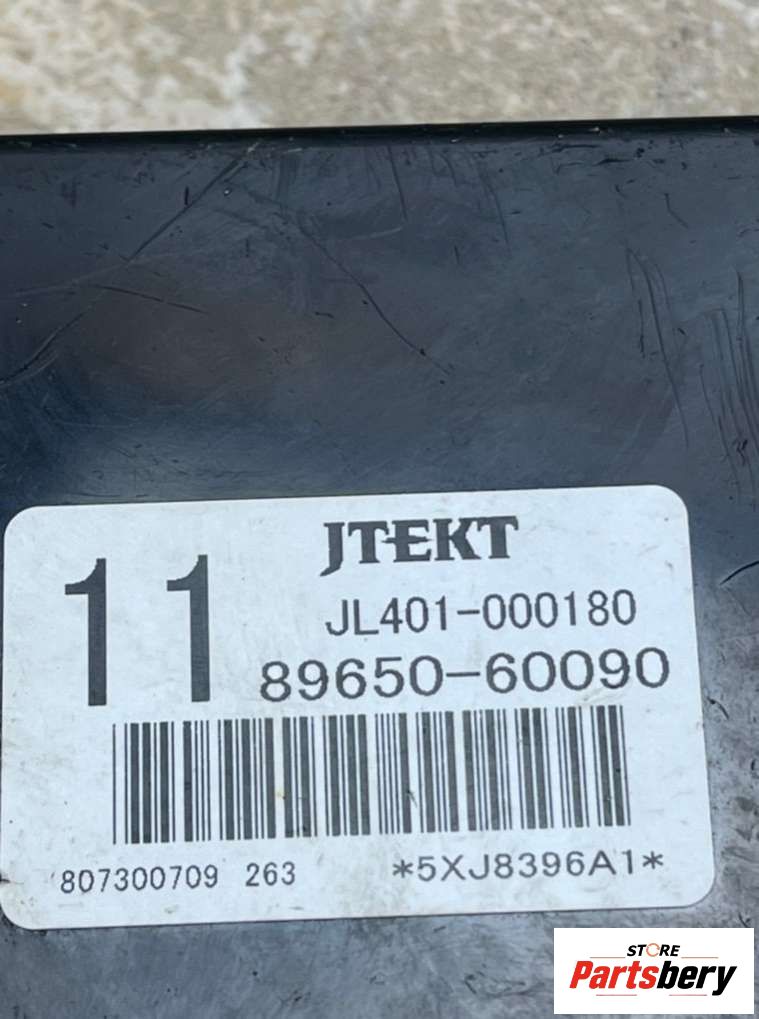 JTEKT
11
JL401-000180
89650-60090
807300709 263 *5XJ8396A1*
STORE
Partsbery